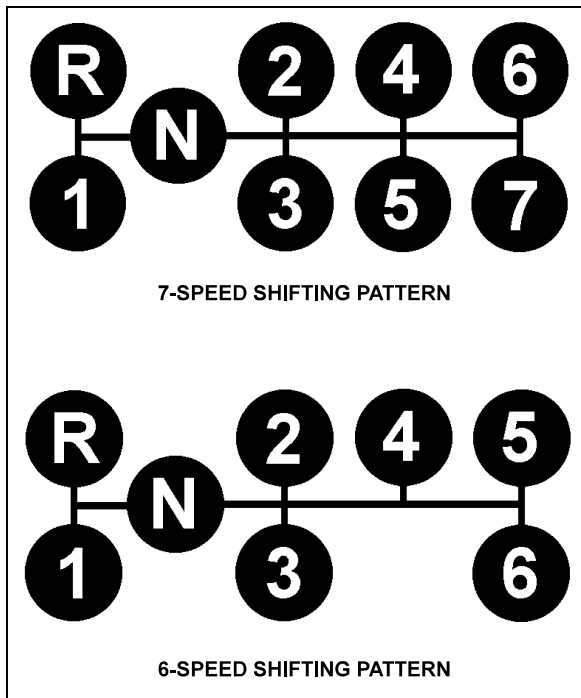 R 2 4 6
N
1 3 5 7
7-SPEED SHIFTING PATTERN
R 2 4 5
N
1 3 6
6-SPEED SHIFTING PATTERN